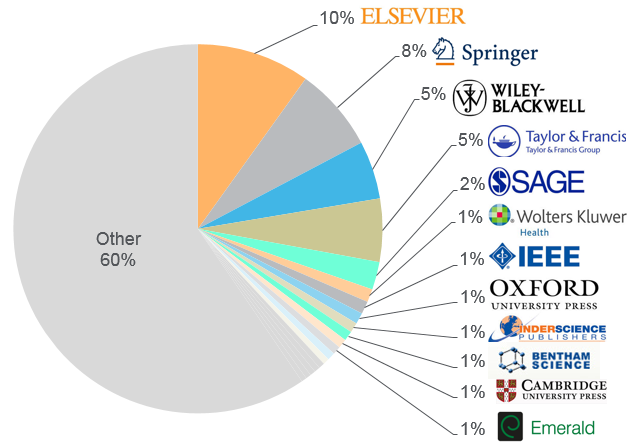 10% ELSEVIER
8% Springer
5% WILEY-
BLACKWELL
5% Taylor & Francis
Taylor & Francis Group
2% SAGE
1% Wolters Kluwer
Health
1% IEEE
1% OXFORD
UNIVERSITY PRESS
1% INDERSCIENCE
PUBLISHERS
1% BENTHAM
SCIENCE
1% CAMBRIDGE
UNIVERSITY PRESS
1% Emerald
Other
60%